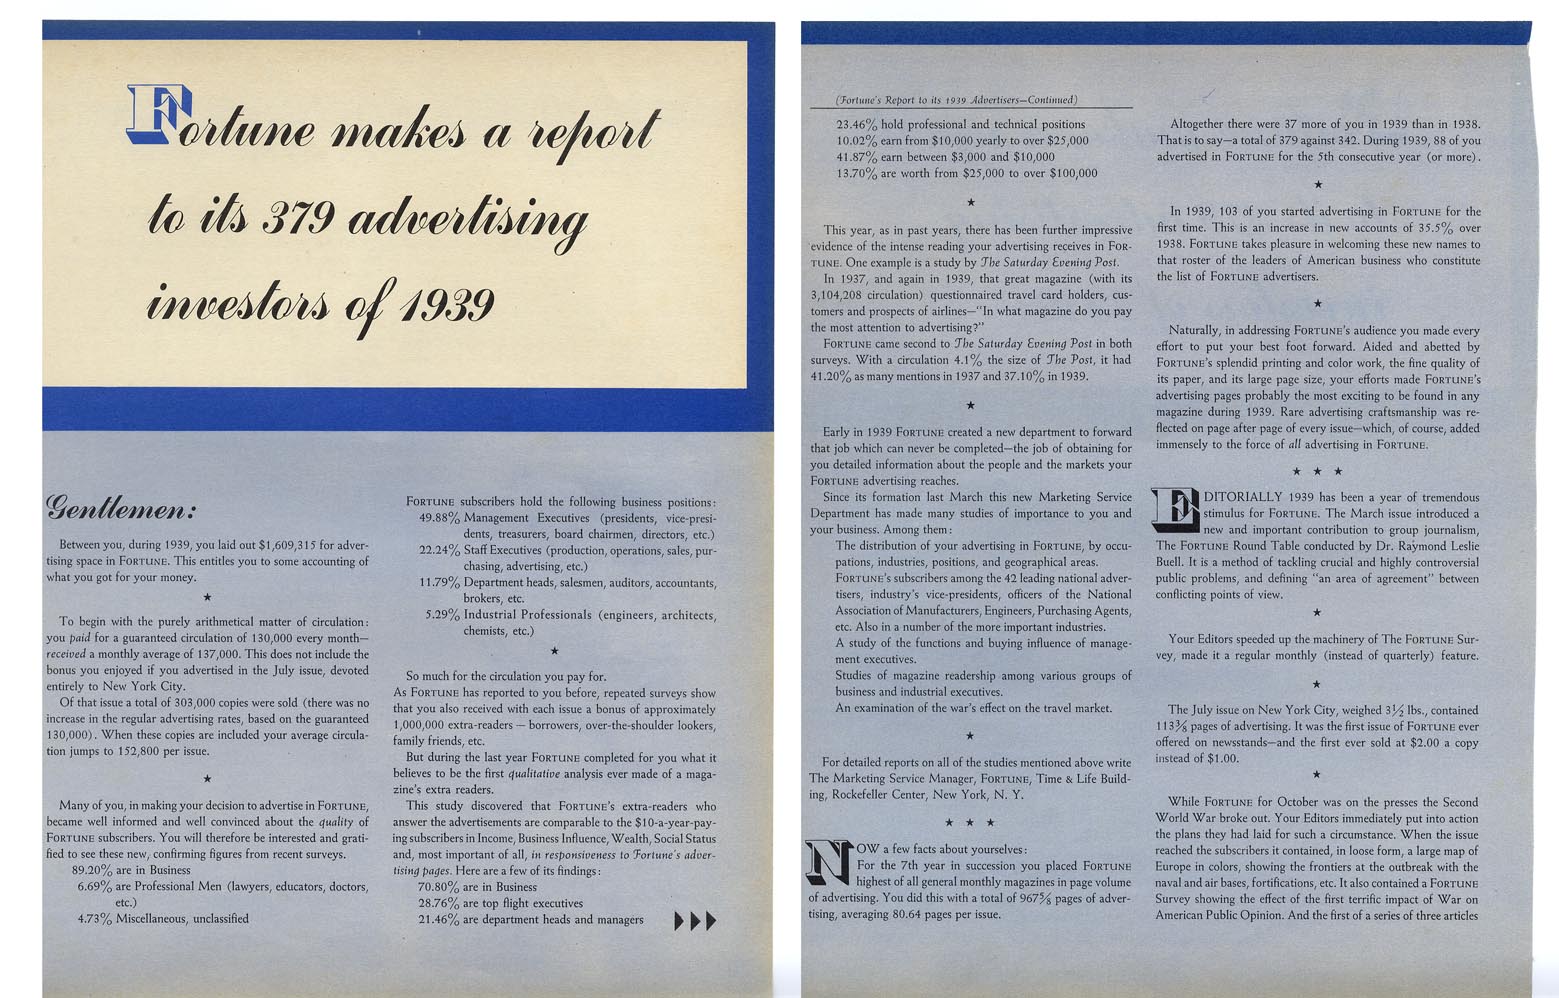 Fortune makes a report
to its 379 advertising
investors of 1939
Gentlemen:
Between you, during 1939, you laid out $1,609,315 for adver-
tising space in FORTUNE. This entitles you to some accounting of
what you got for your money.
★
To begin with the purely arithmetical matter of circulation:
you paid for a guaranteed circulation of 130,000 every month—
received a monthly average of 137,000. This does not include the
bonus you enjoyed if you advertised in the July issue, devoted
entirely to New York City.
Of that issue a total of 303,000 copies were sold (there was no
increase in the regular advertising rates, based on the guaranteed
130,000). When these copies are included your average circula-
tion jumps to 152,800 per issue.
★
Many of you, in making your decision to advertise in FORTUNE,
became well informed and well convinced about the quality of
FORTUNE subscribers. You will therefore be interested and grati-
fied to see these new, confirming figures from recent surveys.
89.20% are in Business
6.69% are Professional Men (lawyers, educators, doctors,
etc.)
4.73% Miscellaneous, unclassified
FORTUNE subscribers hold the following business positions:
49.88% Management Executives (presidents, vice-presi-
dents, treasurers, board chairmen, directors, etc.)
22.24% Staff Executives (production, operations, sales, pur-
chasing, advertising, etc.)
11.79% Department heads, salesmen, auditors, accountants,
brokers, etc.
5.29% Industrial Professionals (engineers, architects,
chemists, etc.)
★
So much for the circulation you pay for.
As FORTUNE has reported to you before, repeated surveys show
that you also received with each issue a bonus of approximately
1,000,000 extra-readers — borrowers, over-the-shoulder lookers,
family friends, etc.
But during the last year FORTUNE completed for you what it
believes to be the first qualitative analysis ever made of a maga-
zine's extra readers.
This study discovered that FORTUNE's extra-readers who
answer the advertisements are comparable to the $10-a-year-pay-
ing subscribers in Income, Business Influence, Wealth, Social Status
and, most important of all, in responsiveness to Fortune's adver-
tising pages. Here are a few of its findings:
70.80% are in Business
28.76% are top flight executives
21.46% are department heads and managers
(Fortune's Report to its 1939 Advertisers—Continued)
23.46% hold professional and technical positions
10.02% earn from $10,000 yearly to over $25,000
41.87% earn between $3,000 and $10,000
13.70% are worth from $25,000 to over $100,000
★
This year, as in past years, there has been further impressive
evidence of the intense reading your advertising receives in FOR-
TUNE. One example is a study by The Saturday Evening Post.
In 1937, and again in 1939, that great magazine (with its
3,104,208 circulation) questionnaired travel card holders, cus-
tomers and prospects of airlines—"In what magazine do you pay
the most attention to advertising?"
FORTUNE came second to The Saturday Evening Post in both
surveys. With a circulation 4.1% the size of The Post, it had
41.20% as many mentions in 1937 and 37.10% in 1939.
★
Early in 1939 FORTUNE created a new department to forward
that job which can never be completed—the job of obtaining for
you detailed information about the people and the markets your
FORTUNE advertising reaches.
Since its formation last March this new Marketing Service
Department has made many studies of importance to you and
your business. Among them:
The distribution of your advertising in FORTUNE, by occu-
pations, industries, positions, and geographical areas.
FORTUNE's subscribers among the 42 leading national adver-
tisers, industry's vice-presidents, officers of the National
Association of Manufacturers, Engineers, Purchasing Agents,
etc. Also in a number of the more important industries.
A study of the functions and buying influence of manage-
ment executives.
Studies of magazine readership among various groups of
business and industrial executives.
An examination of the war's effect on the travel market.
★
For detailed reports on all of the studies mentioned above write
The Marketing Service Manager, FORTUNE, Time & Life Build-
ing, Rockefeller Center, New York, N. Y.
★ ★ ★
NOW a few facts about yourselves:
For the 7th year in succession you placed FORTUNE
highest of all general monthly magazines in page volume
of advertising. You did this with a total of 967⅝ pages of adver-
tising, averaging 80.64 pages per issue.
Altogether there were 37 more of you in 1939 than in 1938.
That is to say—a total of 379 against 342. During 1939, 88 of you
advertised in FORTUNE for the 5th consecutive year (or more).
★
In 1939, 103 of you started advertising in FORTUNE for the
first time. This is an increase in new accounts of 35.5% over
1938. FORTUNE takes pleasure in welcoming these new names to
that roster of the leaders of American business who constitute
the list of FORTUNE advertisers.
★
Naturally, in addressing FORTUNE's audience you made every
effort to put your best foot forward. Aided and abetted by
FORTUNE's splendid printing and color work, the fine quality of
its paper, and its large page size, your efforts made FORTUNE's
advertising pages probably the most exciting to be found in any
magazine during 1939. Rare advertising craftsmanship was re-
flected on page after page of every issue—which, of course, added
immensely to the force of all advertising in FORTUNE.
★ ★ ★
EDITORIALLY 1939 has been a year of tremendous
stimulus for FORTUNE. The March issue introduced a
new and important contribution to group journalism,
The FORTUNE Round Table conducted by Dr. Raymond Leslie
Buell. It is a method of tackling crucial and highly controversial
public problems, and defining "an area of agreement" between
conflicting points of view.
★
Your Editors speeded up the machinery of The FORTUNE Sur-
vey, made it a regular monthly (instead of quarterly) feature.
★
The July issue on New York City, weighed 3½ lbs., contained
113⅜ pages of advertising. It was the first issue of FORTUNE ever
offered on newsstands—and the first ever sold at $2.00 a copy
instead of $1.00.
★
While FORTUNE for October was on the presses the Second
World War broke out. Your Editors immediately put into action
the plans they had laid for such a circumstance. When the issue
reached the subscribers it contained, in loose form, a large map of
Europe in colors, showing the frontiers at the outbreak with the
naval and air bases, fortifications, etc. It also contained a FORTUNE
Survey showing the effect of the first terrific impact of War on
American Public Opinion. And the first of a series of three articles